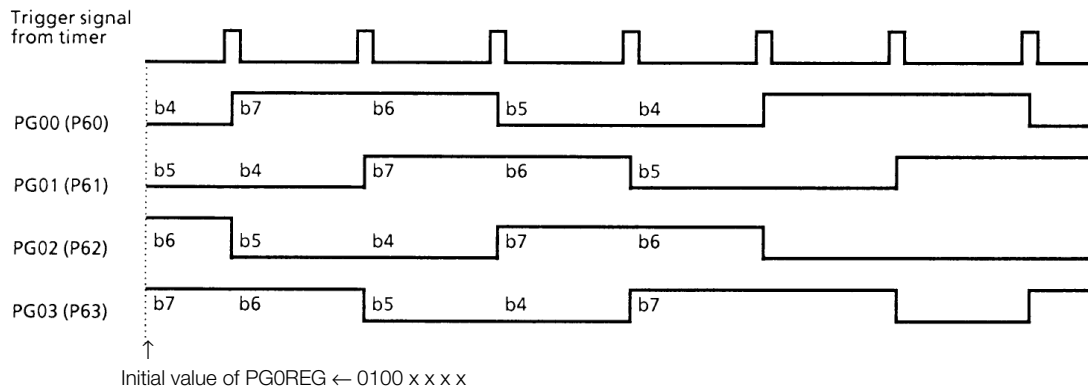 Trigger signal
from timer
b4 b7 b6 b5 b4
PG00 (P60)
b5 b4 b7 b6 b5
PG01 (P61)
b6 b5 b4 b7 b6
PG02 (P62)
b7 b6 b5 b4 b7
PG03 (P63)
↑
Initial value of PG0REG ← 0100 x x x x